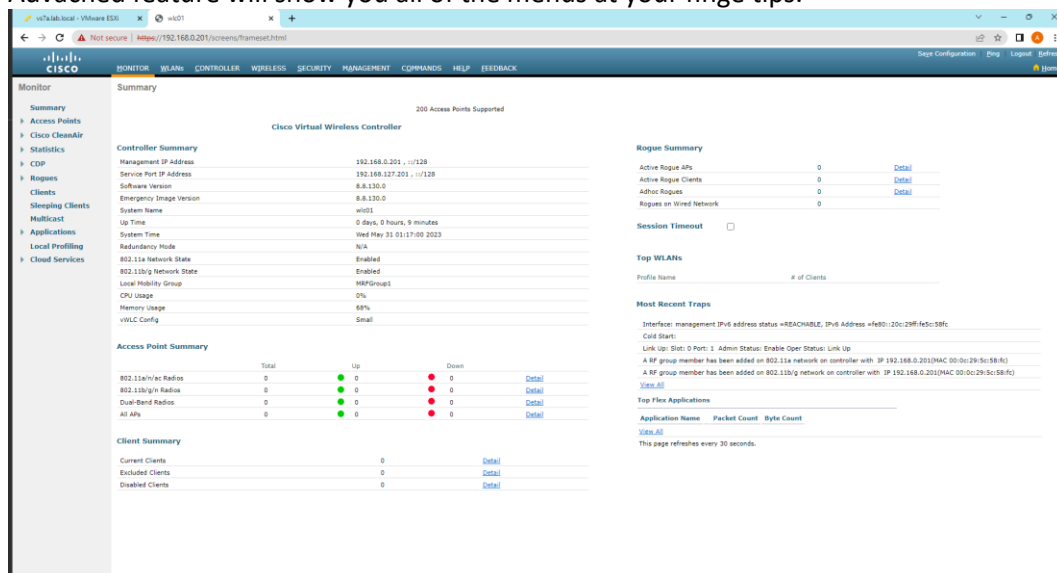 Advached feature will show you all of the menus at your finge tips.
vs7a.lab.local - VMware ESXi
wlc01
Not secure | https://192.168.0.201/screens/frameset.html
Save Configuration Ping Logout Refresh
CISCO
MONITOR WLANs CONTROLLER WIRELESS SECURITY MANAGEMENT COMMANDS HELP FEEDBACK
Home
Monitor
Summary
Access Points
Cisco CleanAir
Statistics
CDP
Rogues
Clients
Sleeping Clients
Multicast
Applications
Local Profiling
Cloud Services
Summary
200 Access Points Supported
Cisco Virtual Wireless Controller
Controller Summary
Management IP Address 192.168.0.201 , ::/128
Service Port IP Address 192.168.127.201 , ::/128
Software Version 8.8.130.0
Emergency Image Version 8.8.130.0
System Name wlc01
Up Time 0 days, 0 hours, 9 minutes
System Time Wed May 31 01:17:00 2023
Redundancy Mode N/A
802.11a Network State Enabled
802.11b/g Network State Enabled
Local Mobility Group MRFGroup1
CPU Usage 0%
Memory Usage 68%
vWLC Config Small
Access Point Summary
Total Up Down
802.11a/n/ac Radios 0 0 0 Detail
802.11b/g/n Radios 0 0 0 Detail
Dual-Band Radios 0 0 0 Detail
All APs 0 0 0 Detail
Client Summary
Current Clients 0 Detail
Excluded Clients 0 Detail
Disabled Clients 0 Detail
Rogue Summary
Active Rogue APs 0 Detail
Active Rogue Clients 0 Detail
Adhoc Rogues 0 Detail
Rogues on Wired Network 0
Session Timeout
Top WLANs
Profile Name # of Clients
Most Recent Traps
Interface: management IPv6 address status =REACHABLE, IPv6 Address =fe80::20c:29ff:fe5c:58fc
Cold Start:
Link Up: Slot: 0 Port: 1 Admin Status: Enable Oper Status: Link Up
A RF group member has been added on 802.11a network on controller with IP 192.168.0.201(MAC 00:0c:29:5c:58:fc)
A RF group member has been added on 802.11b/g network on controller with IP 192.168.0.201(MAC 00:0c:29:5c:58:fc)
View All
Top Flex Applications
Application Name Packet Count Byte Count
View All
This page refreshes every 30 seconds.